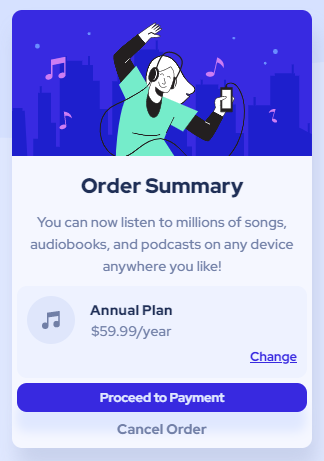 Order Summary
You can now listen to millions of songs,
audiobooks, and podcasts on any device
anywhere you like!
Annual Plan
$59.99/year
Change
Proceed to Payment
Cancel Order